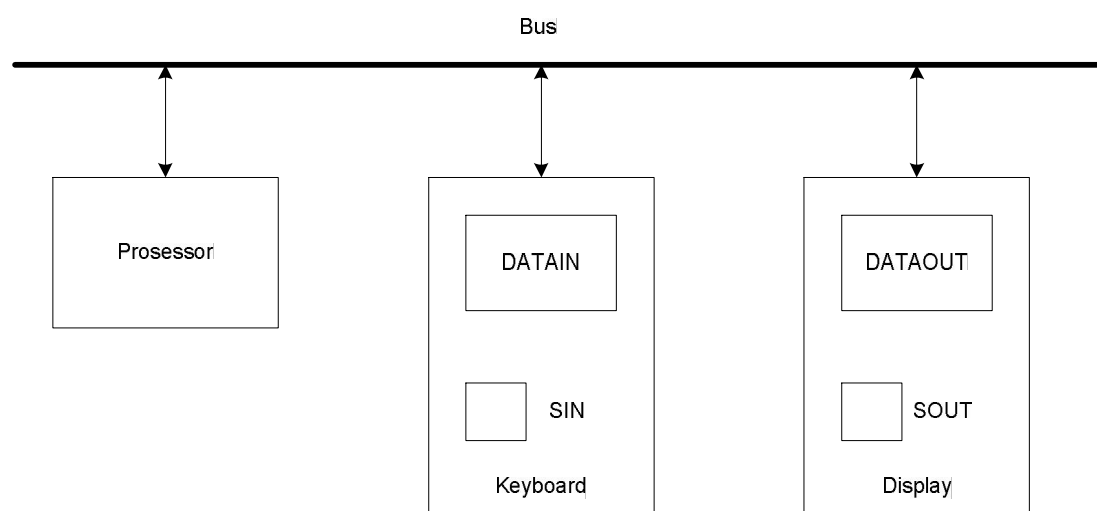 Bus
Prosessor
DATAIN
DATAOUT
SIN
SOUT
Keyboard
Display